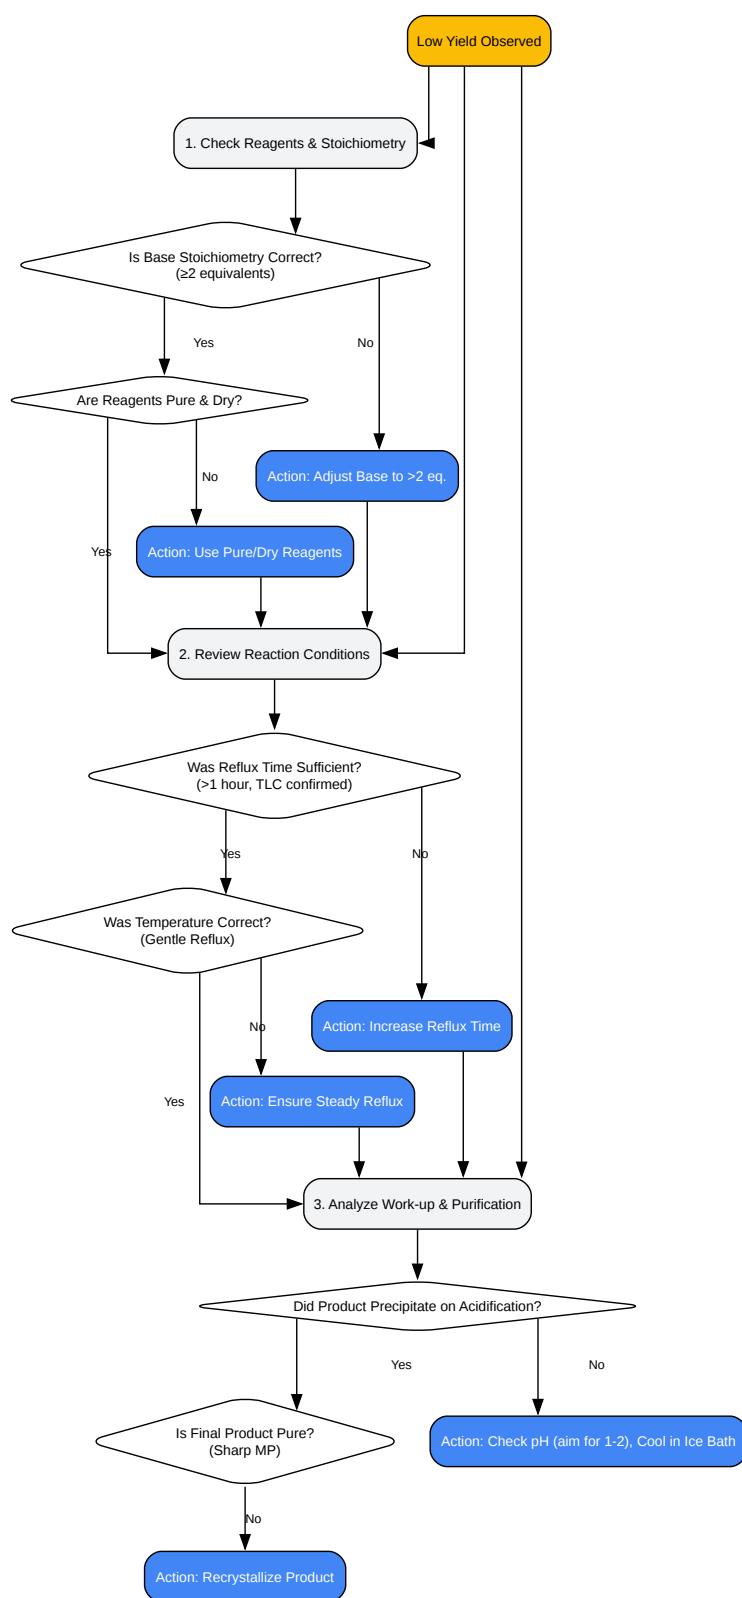 Low Yield Observed
1. Check Reagents & Stoichiometry
Is Base Stoichiometry Correct?
(≥2 equivalents)
Yes
No
Are Reagents Pure & Dry?
No
Action: Adjust Base to >2 eq.
Yes
Action: Use Pure/Dry Reagents
2. Review Reaction Conditions
Was Reflux Time Sufficient?
(>1 hour, TLC confirmed)
Yes
No
Was Temperature Correct?
(Gentle Reflux)
No
Action: Increase Reflux Time
Yes
Action: Ensure Steady Reflux
3. Analyze Work-up & Purification
Did Product Precipitate on Acidification?
Yes
No
Is Final Product Pure?
(Sharp MP)
Action: Check pH (aim for 1-2), Cool in Ice Bath
No
Action: Recrystallize Product